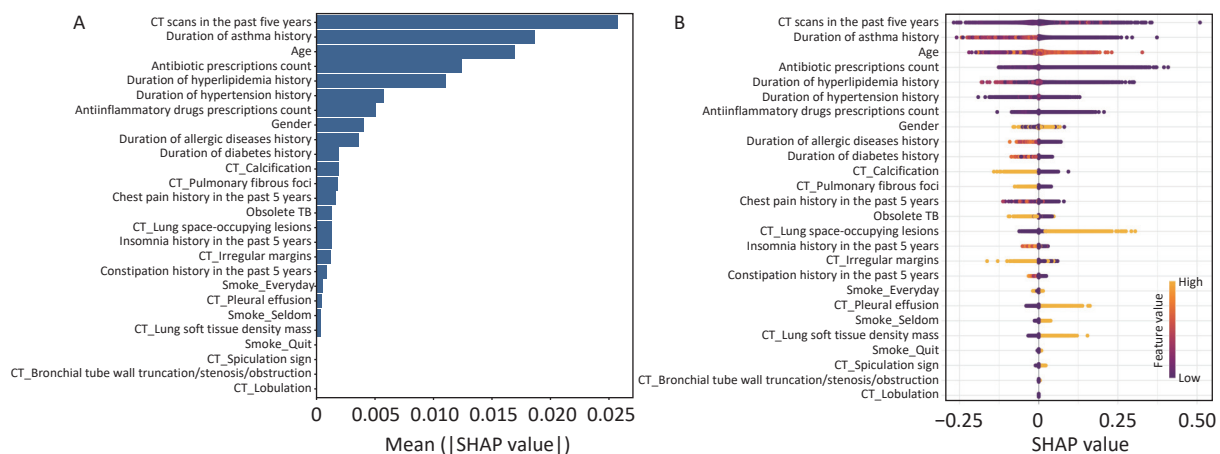 A
CT scans in the past five years
Duration of asthma history
Age
Antibiotic prescriptions count
Duration of hyperlipidemia history
Duration of hypertension history
Antiinflammatory drugs prescriptions count
Gender
Duration of allergic diseases history
Duration of diabetes history
CT_Calcification
CT_Pulmonary fibrous foci
Chest pain history in the past 5 years
Obsolete TB
CT_Lung space-occupying lesions
Insomnia history in the past 5 years
CT_Irregular margins
Constipation history in the past 5 years
Smoke_Everyday
CT_Pleural effusion
Smoke_Seldom
CT_Lung soft tissue density mass
Smoke_Quit
CT_Spiculation sign
CT_Bronchial tube wall truncation/stenosis/obstruction
CT_Lobulation
0 0.005 0.010 0.015 0.020 0.025
Mean (|SHAP value|)
B
CT scans in the past five years
Duration of asthma history
Age
Antibiotic prescriptions count
Duration of hyperlipidemia history
Duration of hypertension history
Antiinflammatory drugs prescriptions count
Gender
Duration of allergic diseases history
Duration of diabetes history
CT_Calcification
CT_Pulmonary fibrous foci
Chest pain history in the past 5 years
Obsolete TB
CT_Lung space-occupying lesions
Insomnia history in the past 5 years
CT_Irregular margins
Constipation history in the past 5 years
Smoke_Everyday
CT_Pleural effusion
Smoke_Seldom
CT_Lung soft tissue density mass
Smoke_Quit
CT_Spiculation sign
CT_Bronchial tube wall truncation/stenosis/obstruction
CT_Lobulation
High
Feature value
Low
−0.25 0 0.25 0.50
SHAP value